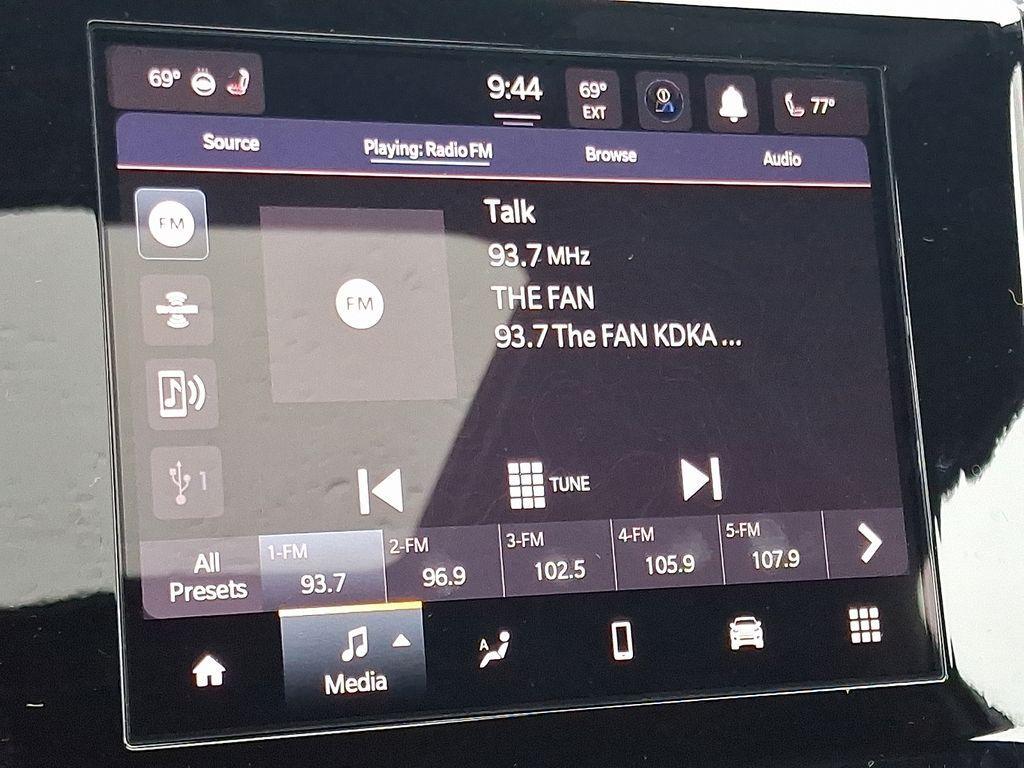 69°
9:44
69°
EXT
77°
Source
Playing: Radio FM
Browse
Audio
FM
FM
Talk
93.7 MHz
THE FAN
93.7 The FAN KDKA ...
1
TUNE
All
Presets
1-FM
93.7
2-FM
96.9
3-FM
102.5
4-FM
105.9
5-FM
107.9
Media
A